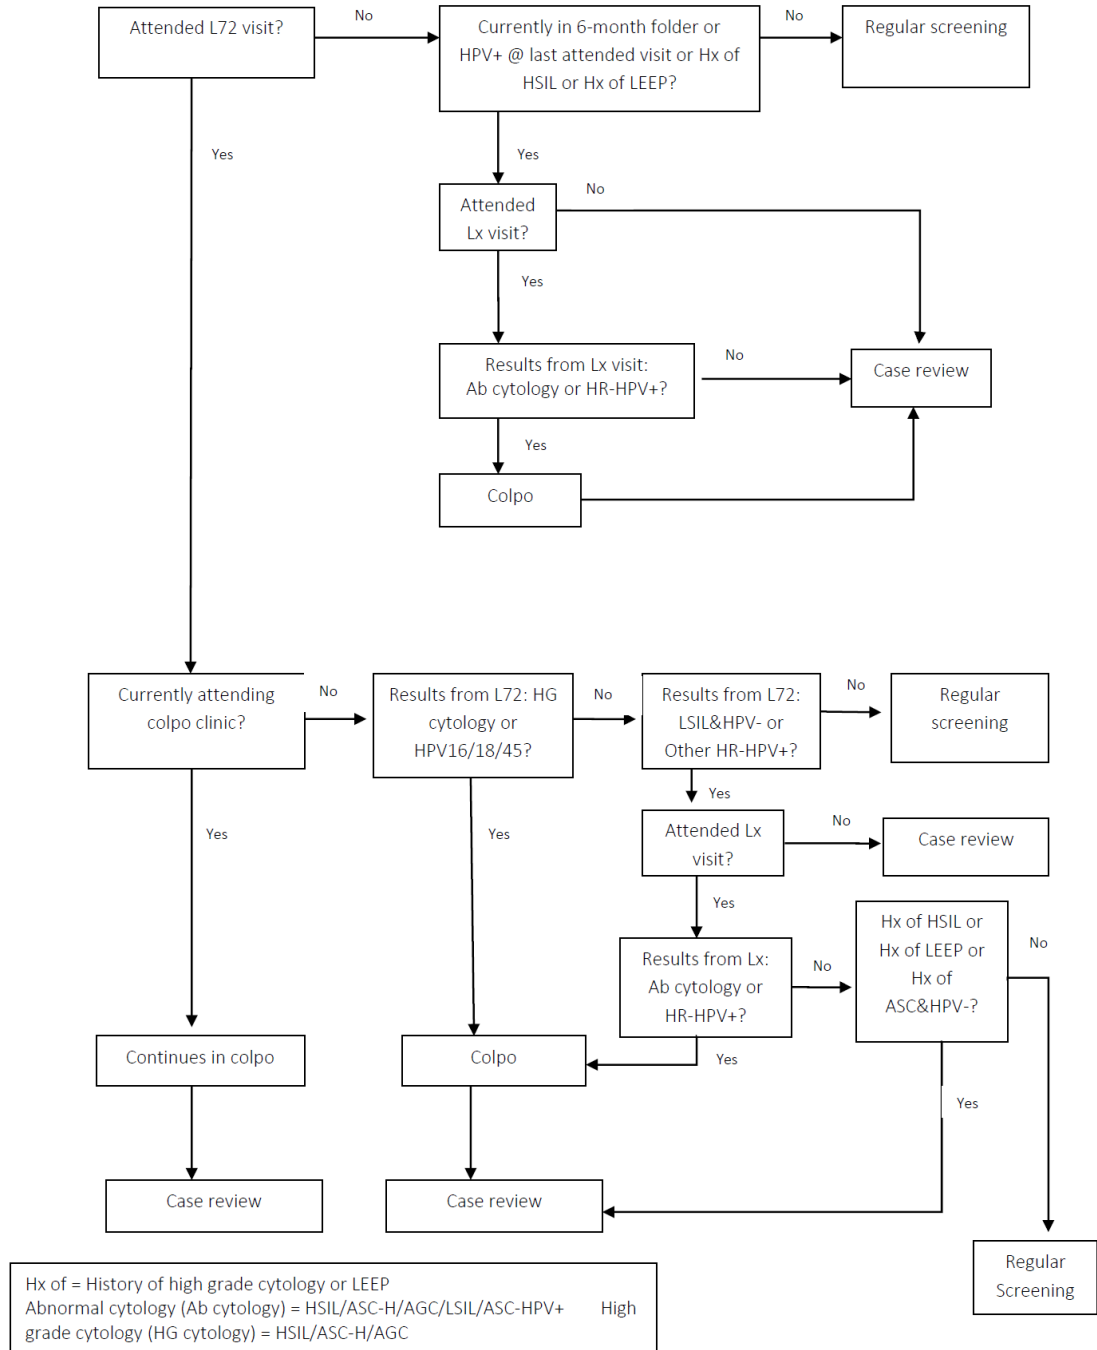 Attended L72 visit?
No
Currently in 6-month folder or
HPV+ @ last attended visit or Hx of
HSIL or Hx of LEEP?
No
Regular screening
Yes
Yes
Attended
Lx visit?
No
Yes
Results from Lx visit:
Ab cytology or HR-HPV+?
No
Case review
Yes
Colpo
Currently attending
colpo clinic?
No
Results from L72: HG
cytology or
HPV16/18/45?
No
Results from L72:
LSIL&HPV- or
Other HR-HPV+?
No
Regular
screening
Yes
Yes
Yes
Attended Lx
visit?
No
Case review
Yes
Results from Lx:
Ab cytology or
HR-HPV+?
No
Hx of HSIL or
Hx of LEEP or
Hx of
ASC&HPV-?
No
Yes
Yes
Continues in colpo
Colpo
Case review
Case review
Regular
Screening
Hx of = History of high grade cytology or LEEP
Abnormal cytology (Ab cytology) = HSIL/ASC-H/AGC/LSIL/ASC-HPV+ High
grade cytology (HG cytology) = HSIL/ASC-H/AGC